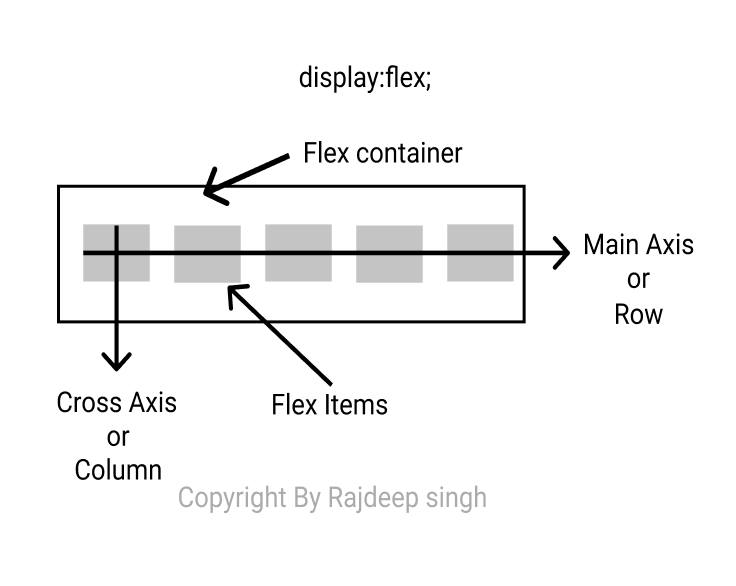 display:flex;
Flex container
Main Axis
or
Row
Cross Axis
or
Column
Flex Items
Copyright By Rajdeep singh